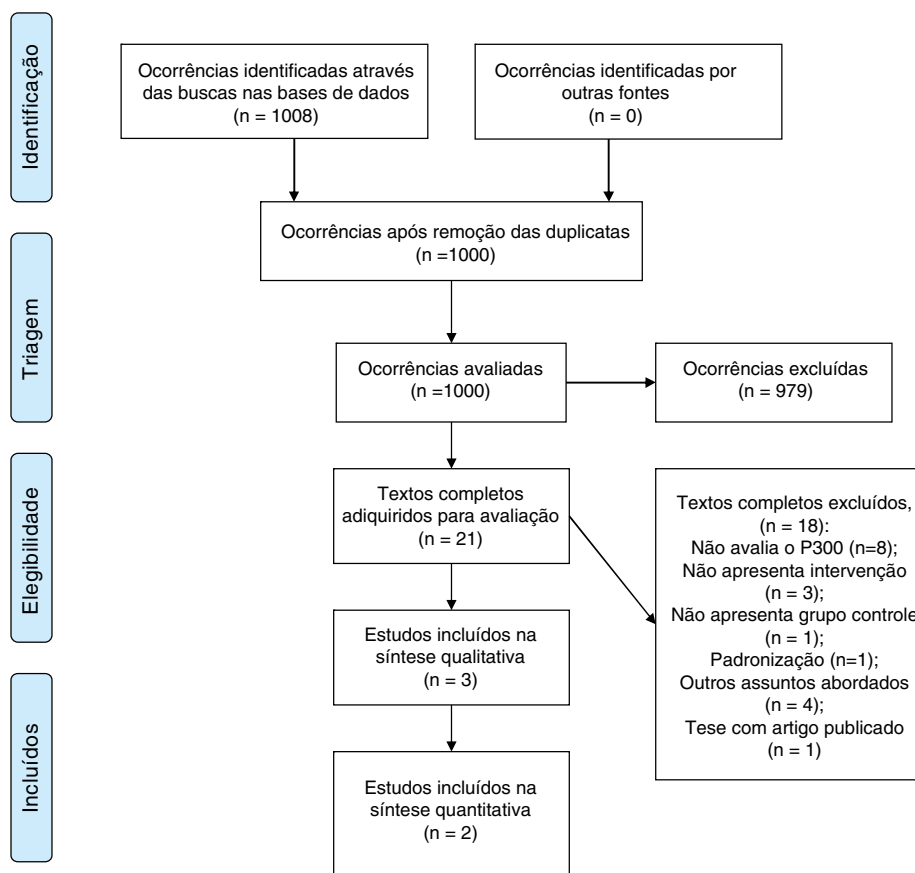 Identificação
Ocorrências identificadas através
das buscas nas bases de dados
(n = 1008)
Ocorrências identificadas por
outras fontes
(n = 0)
Ocorrências após remoção das duplicatas
(n =1000)
Triagem
Ocorrências avaliadas
(n =1000)
Ocorrências excluídas
(n = 979)
Elegibilidade
Textos completos
adiquiridos para avaliação
(n = 21)
Textos completos excluídos,
(n = 18):
Não avalia o P300 (n=8);
Não apresenta intervenção
(n = 3);
Não apresenta grupo controle
(n = 1);
Padronização (n=1);
Outros assuntos abordados
(n = 4);
Tese com artigo publicado
(n = 1)
Estudos incluídos na
síntese qualitativa
(n = 3)
Incluídos
Estudos incluídos na
síntese quantitativa
(n = 2)